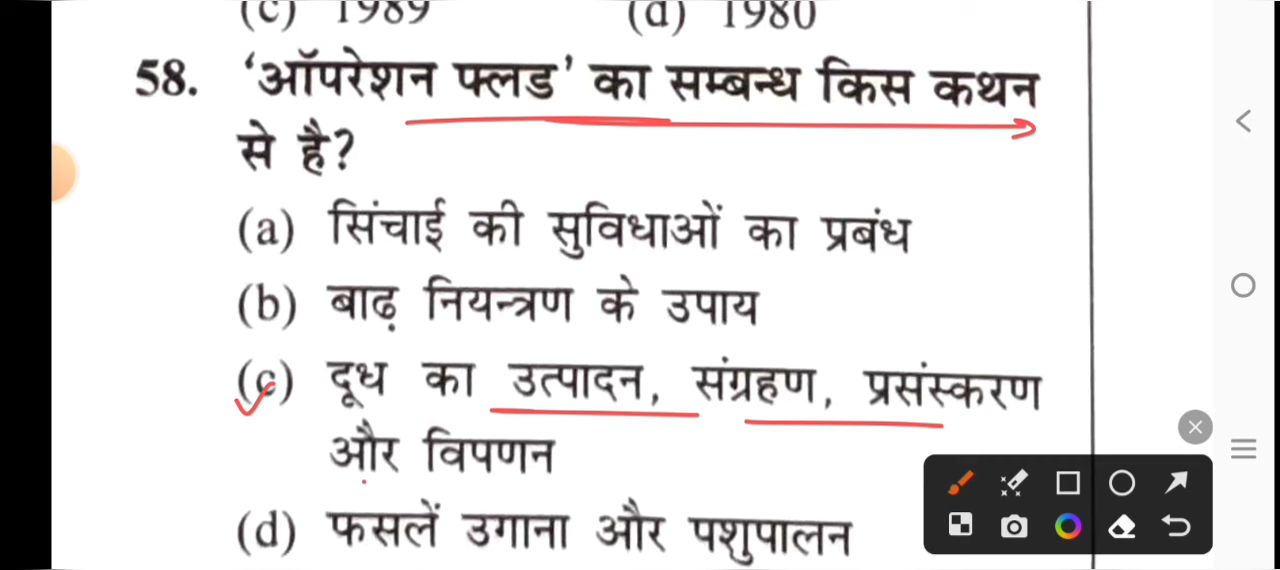 (c) 1989 (d) 1980
58. ‘ऑपरेशन फ्लड’ का सम्बन्ध किस कथन
से है?
(a) सिंचाई की सुविधाओं का प्रबंध
(b) बाढ़ नियन्त्रण के उपाय
(c) दूध का उत्पादन, संग्रहण, प्रसंस्करण
और विपणन
(d) फसलें उगाना और पशुपालन